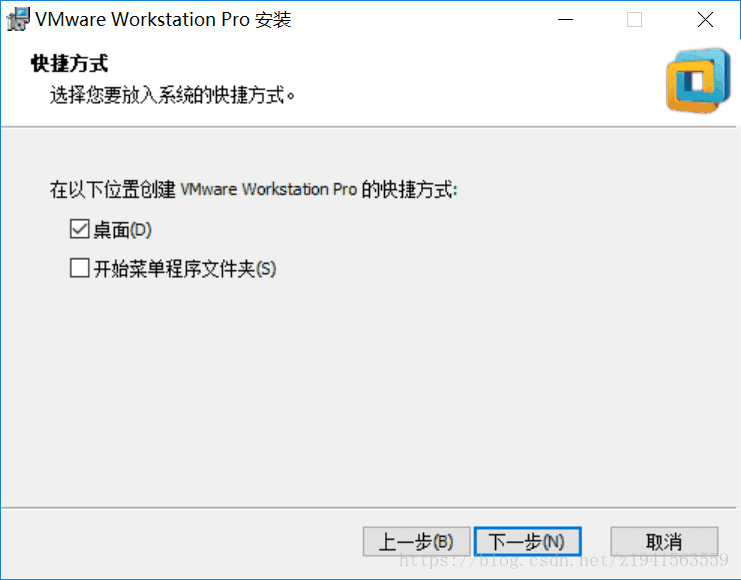 VMware Workstation Pro 安装
快捷方式
选择您要放入系统的快捷方式。
在以下位置创建 VMware Workstation Pro 的快捷方式:
桌面(D)
开始菜单程序文件夹(S)
上一步(B) 下一步(N) 取消
https://blog.csdn.net/z1941563559